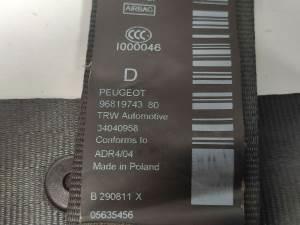 AIRBAG
CCC
I000046
D
PEUGEOT
96819743 80
TRW Automotive
34040958
Conforms to
ADR4/04
Made in Poland
B 290811 X
05635456